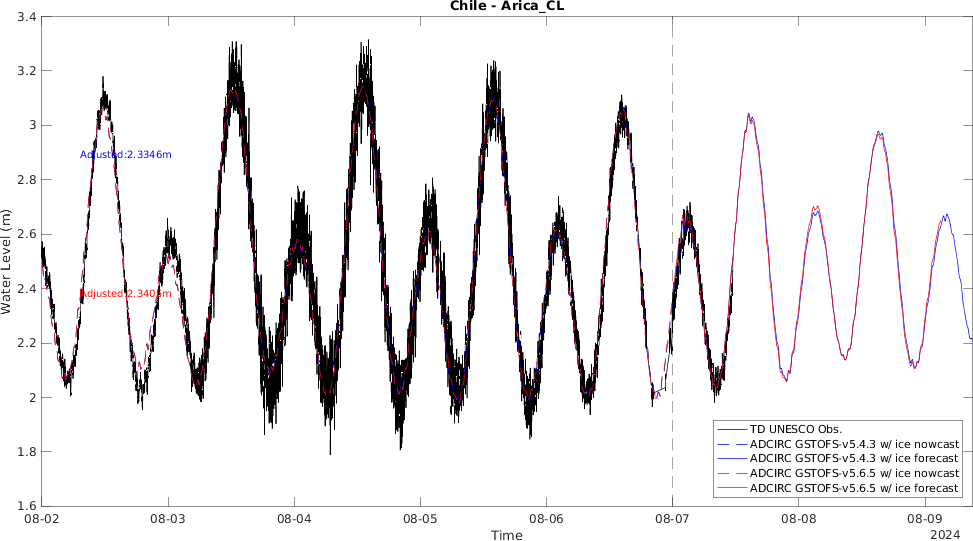 Chile - Arica_CL
3.4
3.2
3
2.8
2.6
2.4
2.2
2
1.8
1.6
Water Level (m)
Adjusted:2.3346m
Adjusted:2.3405m
TD UNESCO Obs.
ADCIRC GSTOFS-v5.4.3 w/ ice nowcast
ADCIRC GSTOFS-v5.4.3 w/ ice forecast
ADCIRC GSTOFS-v5.6.5 w/ ice nowcast
ADCIRC GSTOFS-v5.6.5 w/ ice forecast
08-02 08-03 08-04 08-05 08-06 08-07 08-08 08-09
Time
2024